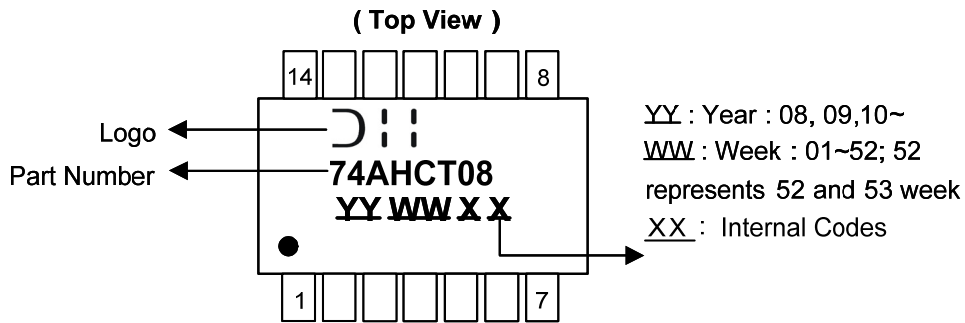 ( Top View )
14 8
Logo
Part Number
74AHCT08
YY WW X X
1 7
YY : Year : 08, 09,10~
WW : Week : 01~52; 52
represents 52 and 53 week
XX : Internal Codes